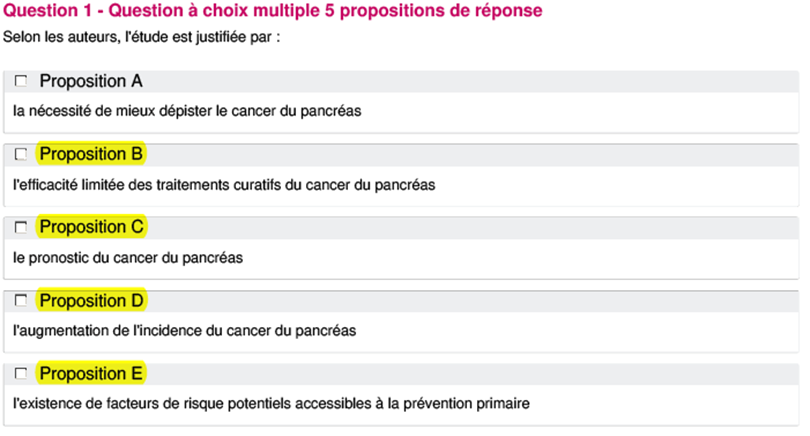 Question 1 - Question à choix multiple 5 propositions de réponse
Selon les auteurs, l'étude est justifiée par :
Proposition A
la nécessité de mieux dépister le cancer du pancréas
Proposition B
l'efficacité limitée des traitements curatifs du cancer du pancréas
Proposition C
le pronostic du cancer du pancréas
Proposition D
l'augmentation de l'incidence du cancer du pancréas
Proposition E
l'existence de facteurs de risque potentiels accessibles à la prévention primaire